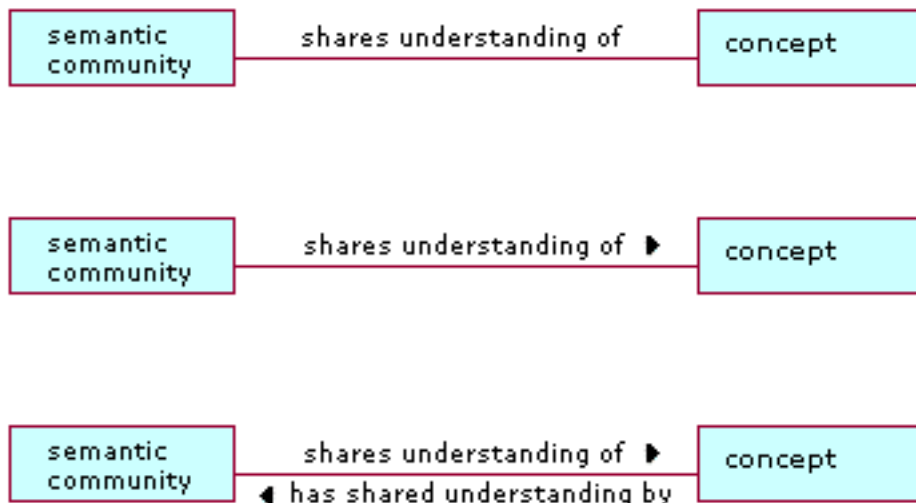 semantic
community
shares understanding of
concept
semantic
community
shares understanding of
concept
semantic
community
shares understanding of
has shared understanding by
concept